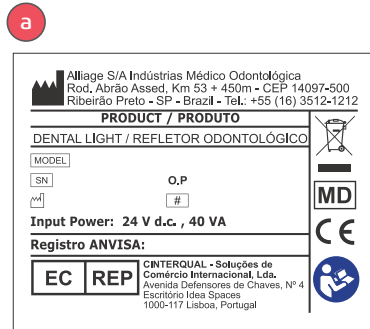 a
Alliage S/A Indústrias Médico Odontológica
Rod. Abrão Assed, Km 53 + 450m - CEP 14097-500
Ribeirão Preto - SP - Brazil - Tel.: +55 (16) 3512-1212
PRODUCT / PRODUTO
DENTAL LIGHT / REFLETOR ODONTOLÓGICO
MODEL
SN O.P
#
Input Power: 24 V d.c. , 40 VA
Registro ANVISA:
MD
CE
EC REP
CINTERQUAL - Soluções de
Comércio Internacional, Lda.
Avenida Defensores de Chaves, Nº 4
Escritório Idea Spaces
1000-117 Lisboa, Portugal